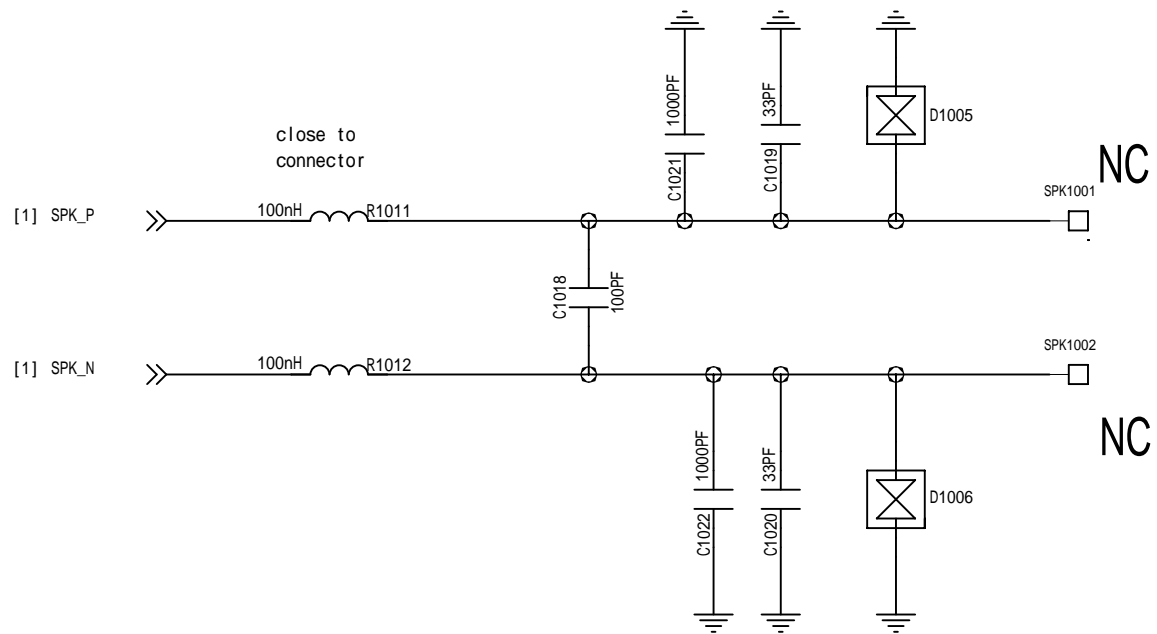 1000PF
C1021
33PF
C1019
D1005
close to
connector
NC
SPK1001
[1] SPK_P
100nH
R1011
C1018
100PF
SPK1002
[1] SPK_N
100nH
R1012
NC
1000PF
C1022
33PF
C1020
D1006